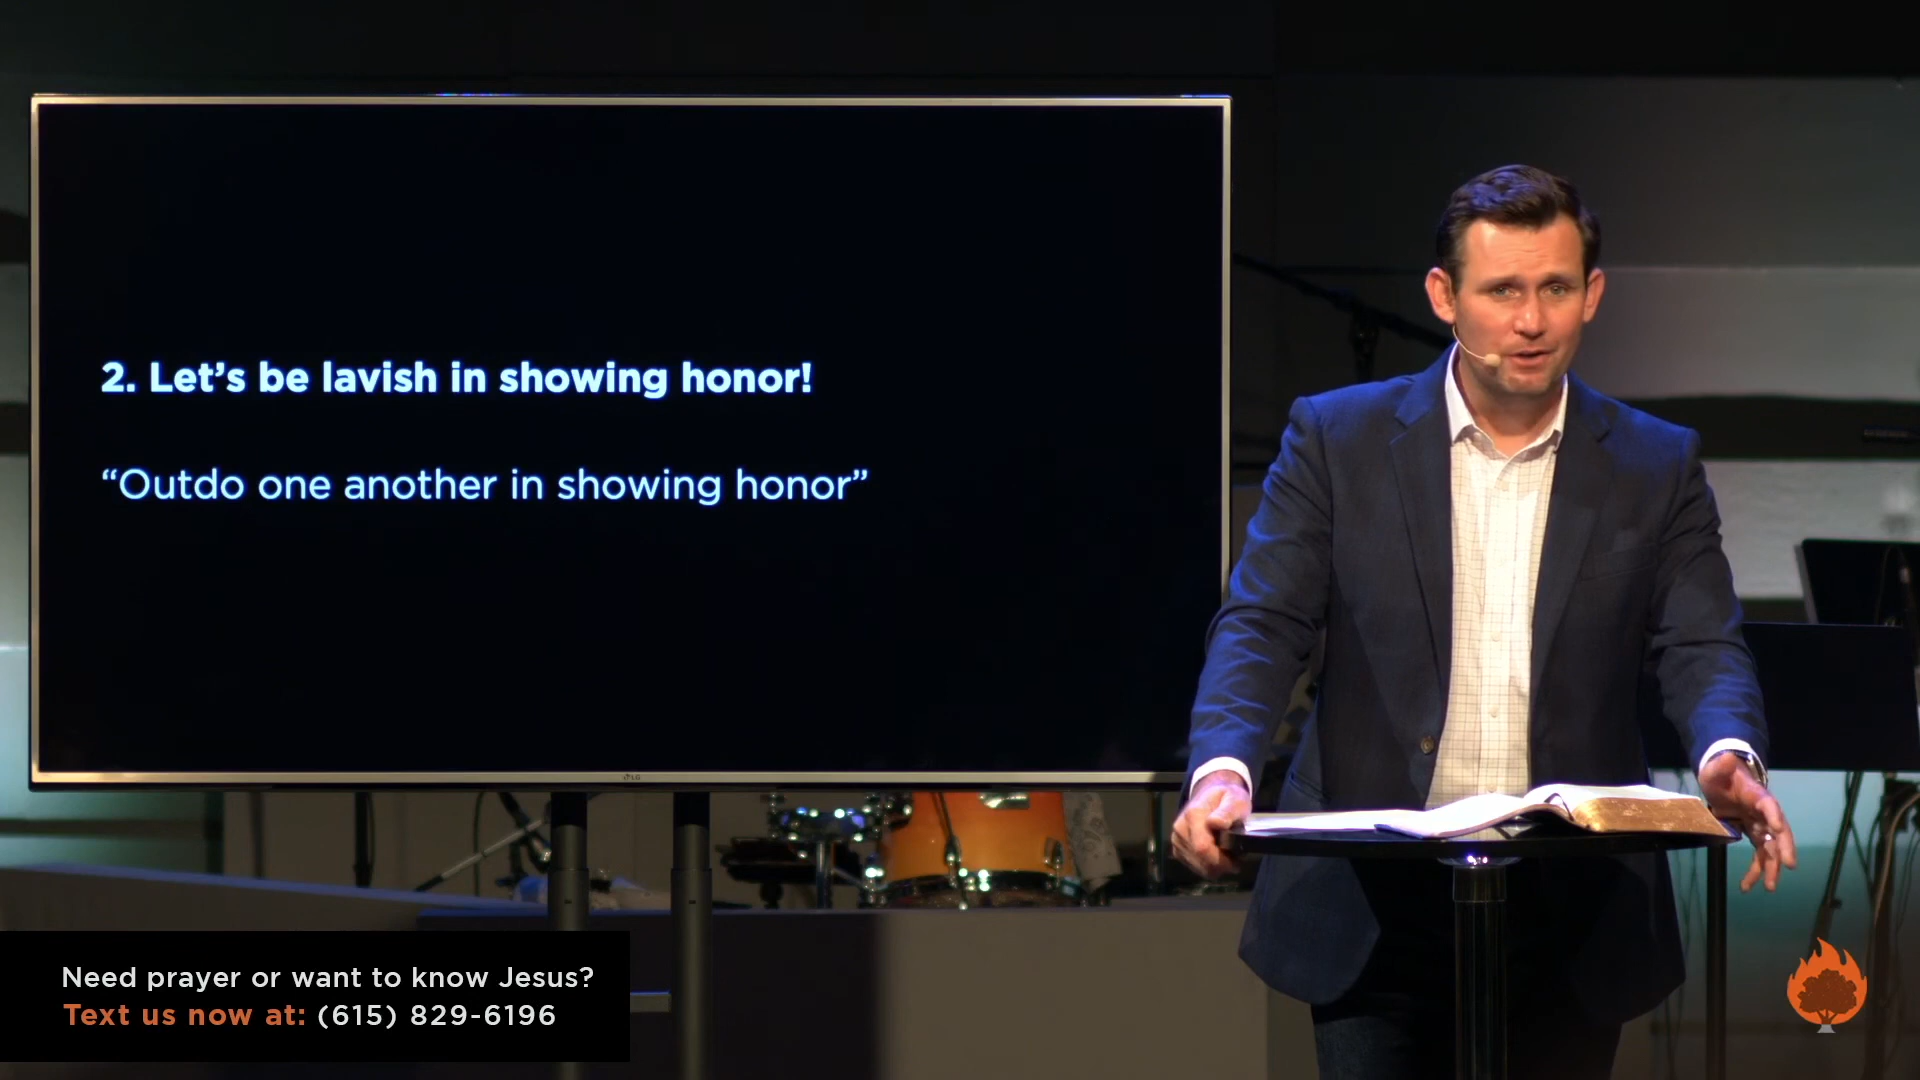 2. Let's be lavish in showing honor!
“Outdo one another in showing honor”
LG
Need prayer or want to know Jesus?
Text us now at: (615) 829-6196